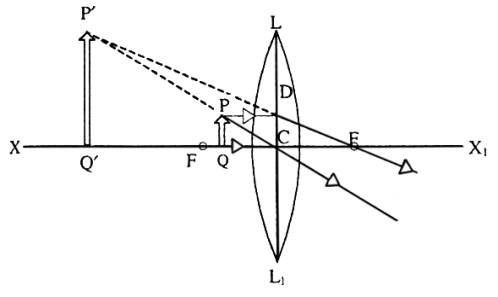 P′ L
P D
X Q′ F Q C F X₁
L₁